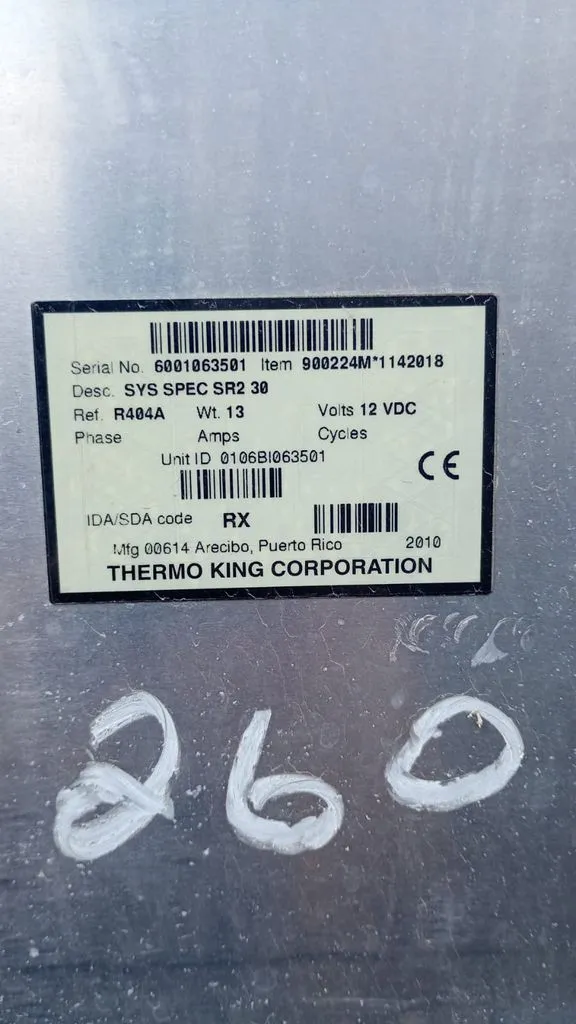 Serial No. 6001063501 Item 900224M*1142018
Desc. SYS SPEC SR2 30
Ref. R404A Wt. 13 Volts 12 VDC
Phase Amps Cycles
Unit ID 0106BI063501
CE
IDA/SDA code RX
Mfg 00614 Arecibo, Puerto Rico 2010
THERMO KING CORPORATION
260